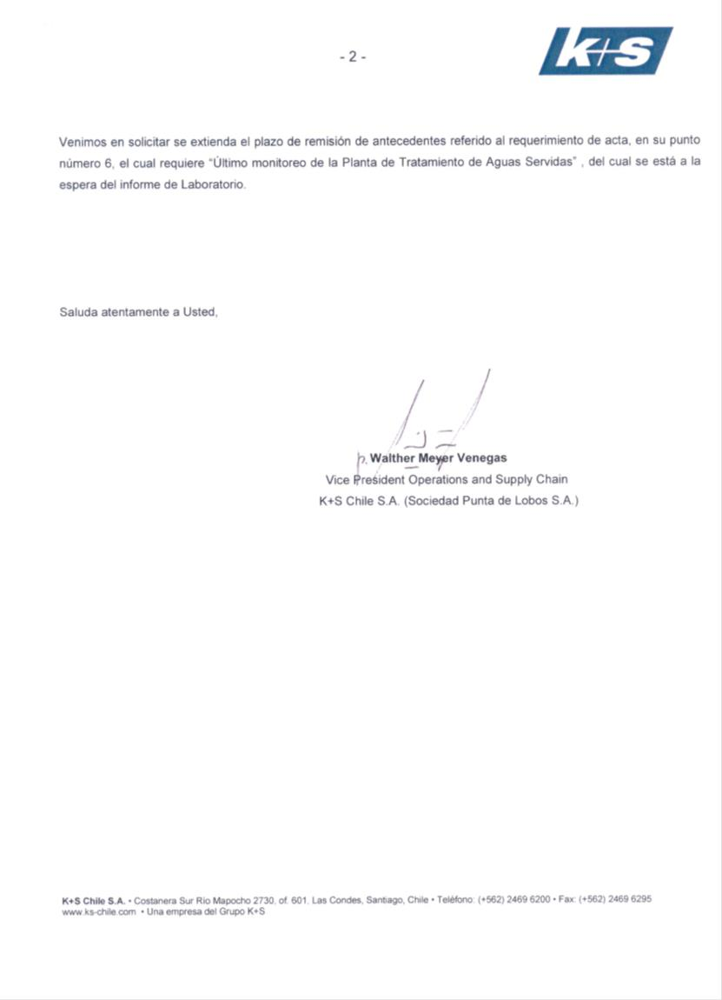 - 2 -
K+S
Venimos en solicitar se extienda el plazo de remisión de antecedentes referido al requerimiento de acta, en su punto
número 6, el cual requiere “Último monitoreo de la Planta de Tratamiento de Aguas Servidas” , del cual se está a la
espera del informe de Laboratorio.
Saluda atentamente a Usted,
p. Walther Meyer Venegas
Vice President Operations and Supply Chain
K+S Chile S.A. (Sociedad Punta de Lobos S.A.)
K+S Chile S.A. • Costanera Sur Río Mapocho 2730, of. 601, Las Condes, Santiago, Chile • Teléfono: (+562) 2469 6200 • Fax: (+562) 2469 6295
www.ks-chile.com • Una empresa del Grupo K+S